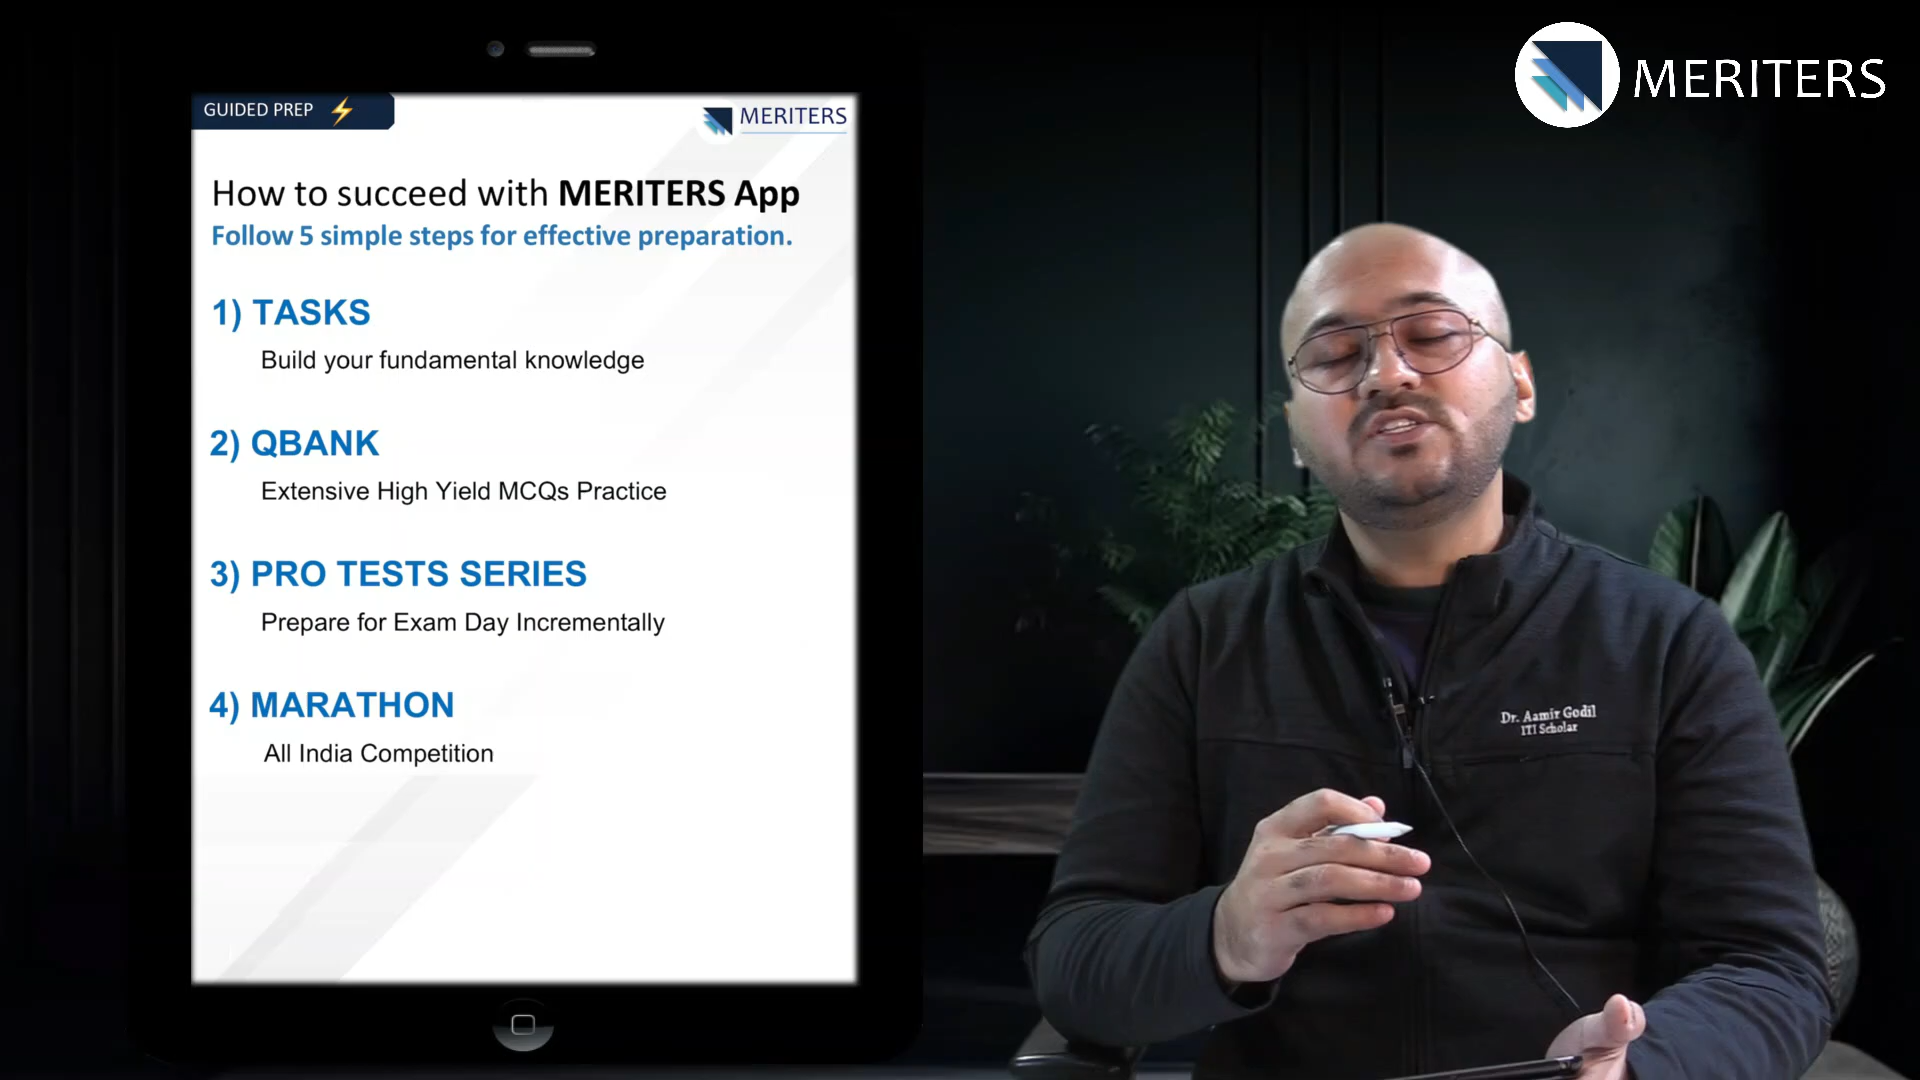 GUIDED PREP
MERITERS
How to succeed with MERITERS App
Follow 5 simple steps for effective preparation.
1) TASKS
Build your fundamental knowledge
2) QBANK
Extensive High Yield MCQs Practice
3) PRO TESTS SERIES
Prepare for Exam Day Incrementally
4) MARATHON
All India Competition
MERITERS
Dr. Aamir Godil
ITI Scholar